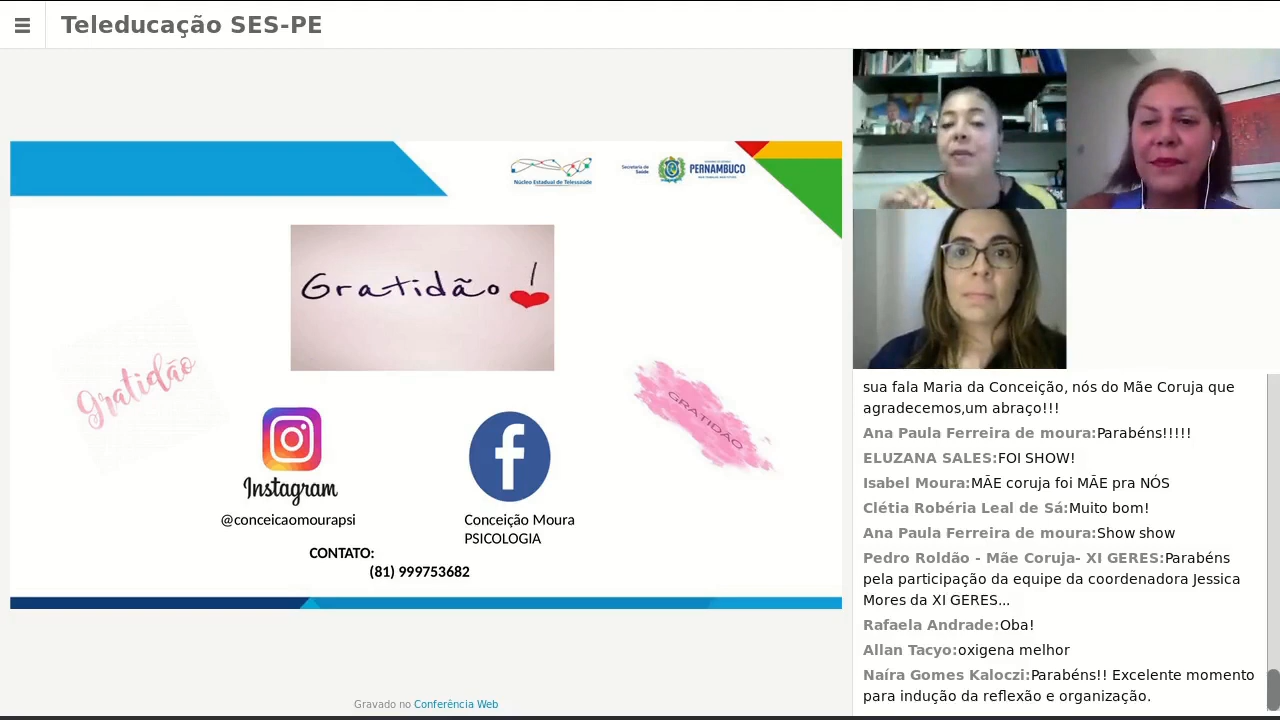 Teleducação SES-PE
Núcleo Estadual de Telessaúde
Secretaria de
Saúde
PERNAMBUCO
Gratidão!
Gratidão
GRATIDÃO
Instagram
@conceicaomourapsi
Conceição Moura
PSICOLOGIA
CONTATO:
(81) 999753682
Gravado no Conferência Web
sua fala Maria da Conceição, nós do Mãe Coruja que
agradecemos,um abraço!!!
Ana Paula Ferreira de moura:Parabéns!!!!!
ELUZANA SALES:FOI SHOW!
Isabel Moura:MÃE coruja foi MÃE pra NÓS
Clétia Robéria Leal de Sá:Muito bom!
Ana Paula Ferreira de moura:Show show
Pedro Roldão - Mãe Coruja- XI GERES:Parabéns
pela participação da equipe da coordenadora Jessica
Mores da XI GERES...
Rafaela Andrade:Oba!
Allan Tacyo:oxigena melhor
Naíra Gomes Kaloczi:Parabéns!! Excelente momento
para indução da reflexão e organização.